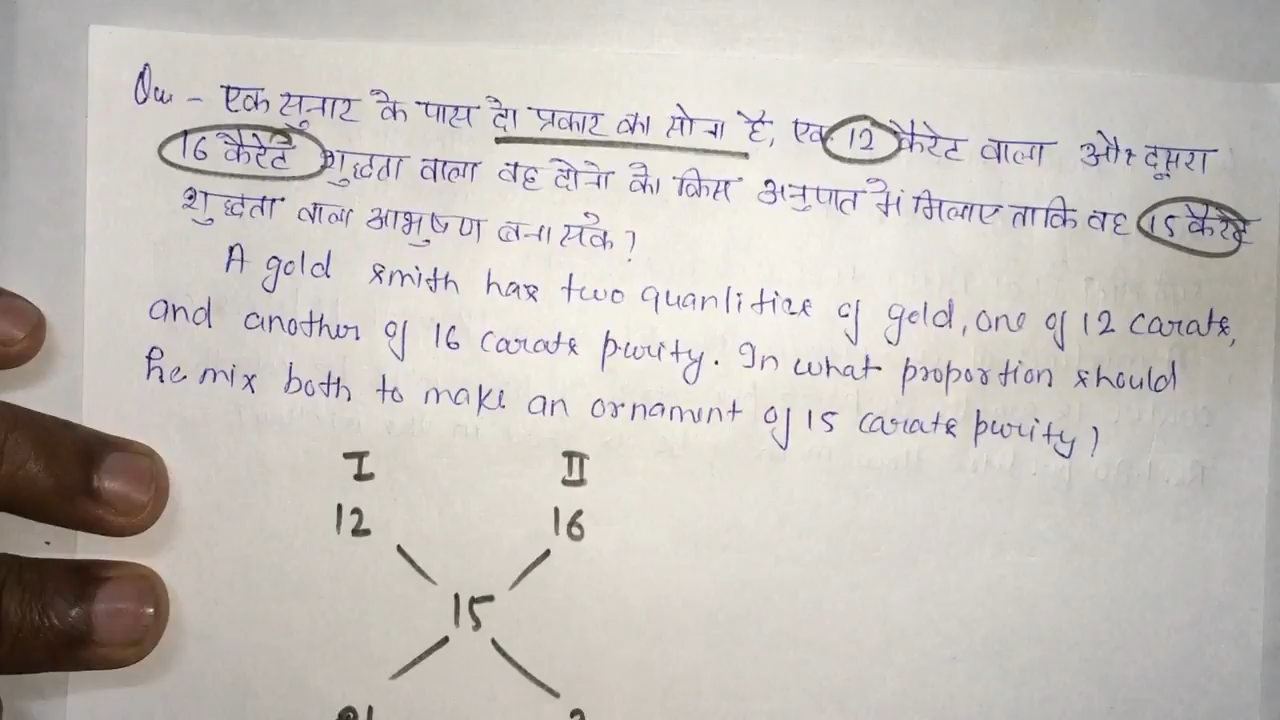 Qu - एक सुनार के पास दो प्रकार का सोना है, एक 12 कैरेट वाला और दूसरा
16 कैरेट शुद्धता वाला वह दोनो को किस अनुपात में मिलाए ताकि वह 15 कैरेट
शुद्धता वाला आभुषण बना सके?
A gold smith has two quantities of gold, one of 12 carats,
and another of 16 carats purity. In what proportion should
he mix both to make an ornament of 15 carats purity?
I II
12 16
15